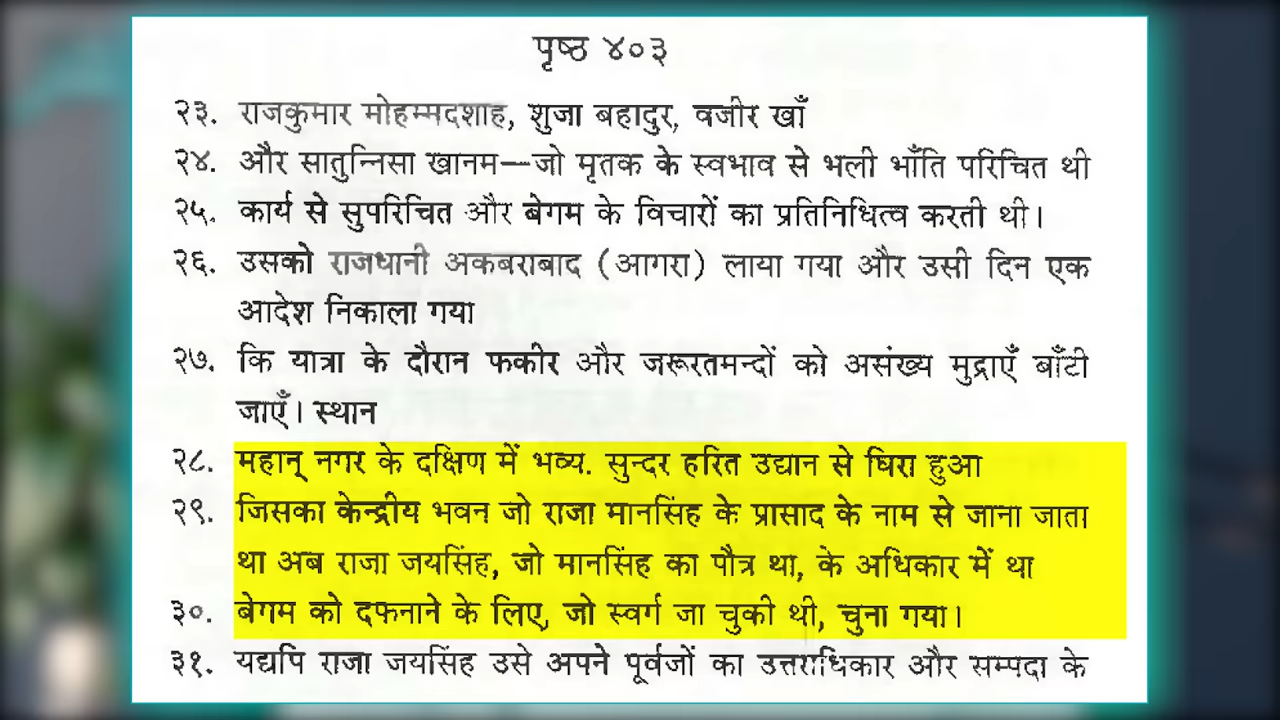 पृष्ठ ४०३
२३. राजकुमार मोहम्मदशाह, शुजा बहादुर, वजीर खाँ
२४. और सातुन्निसा खानम—जो मृतक के स्वभाव से भली भाँति परिचित थी
२५. कार्य से सुपरिचित और बेगम के विचारों का प्रतिनिधित्व करती थी।
२६. उसको राजधानी अकबराबाद (आगरा) लाया गया और उसी दिन एक
आदेश निकाला गया
२७. कि यात्रा के दौरान फकीर और जरूरतमन्दों को असंख्य मुद्राएँ बाँटी
जाएँ। स्थान
२८. महान् नगर के दक्षिण में भव्य. सुन्दर हरित उद्यान से घिरा हुआ
२९. जिसका केन्द्रीय भवन जो राजा मानसिंह के प्रासाद के नाम से जाना जाता
था अब राजा जयसिंह, जो मानसिंह का पौत्र था, के अधिकार में था
३०. बेगम को दफनाने के लिए, जो स्वर्ग जा चुकी थी, चुना गया।
३१. यद्यपि राजा जयसिंह उसे अपने पूर्वजों का उत्तराधिकार और सम्पदा के